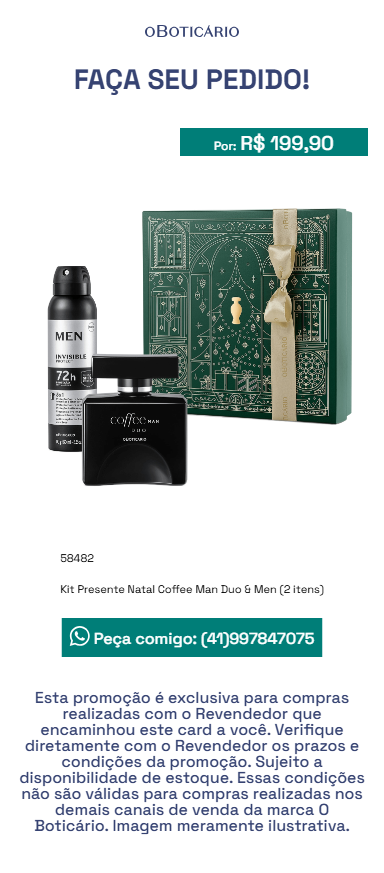 oBOTICÁRIO
FAÇA SEU PEDIDO!
Por: R$ 199,90
MEN
INVISIBLE
72h
coffee MAN
DUO
OBOTICÁRIO
58482
Kit Presente Natal Coffee Man Duo & Men (2 itens)
Peça comigo: (41)997847075
Esta promoção é exclusiva para compras
realizadas com o Revendedor que
encaminhou este card a você. Verifique
diretamente com o Revendedor os prazos e
condições da promoção. Sujeito a
disponibilidade de estoque. Essas condições
não são válidas para compras realizadas nos
demais canais de venda da marca O
Boticário. Imagem meramente ilustrativa.